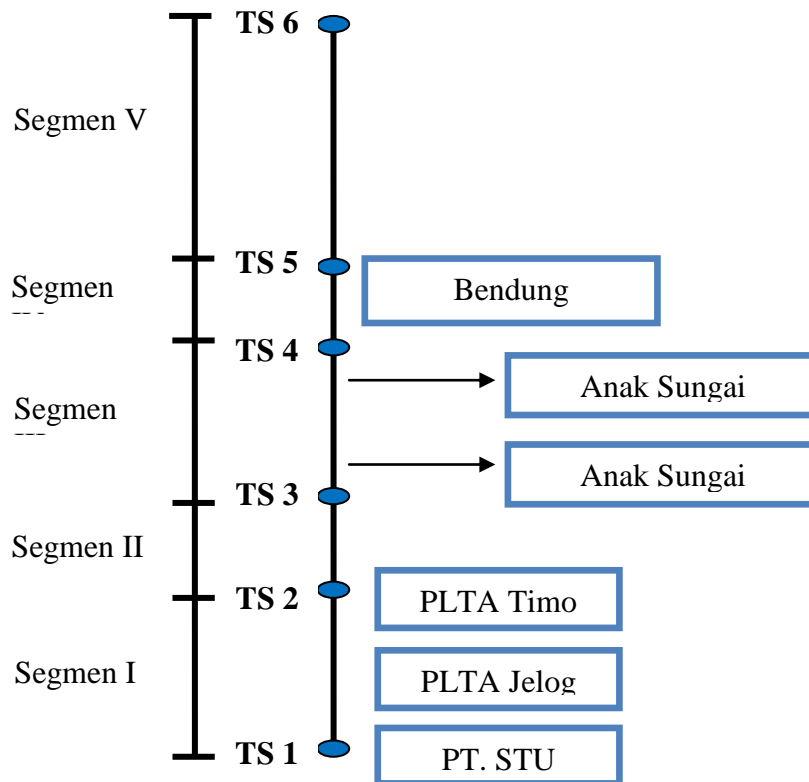 TS 6
Segmen V
TS 5
Bendung
Segmen
TS 4
Anak Sungai
Segmen
Anak Sungai
TS 3
Segmen II
TS 2
PLTA Timo
Segmen I
PLTA Jelog
TS 1
PT. STU